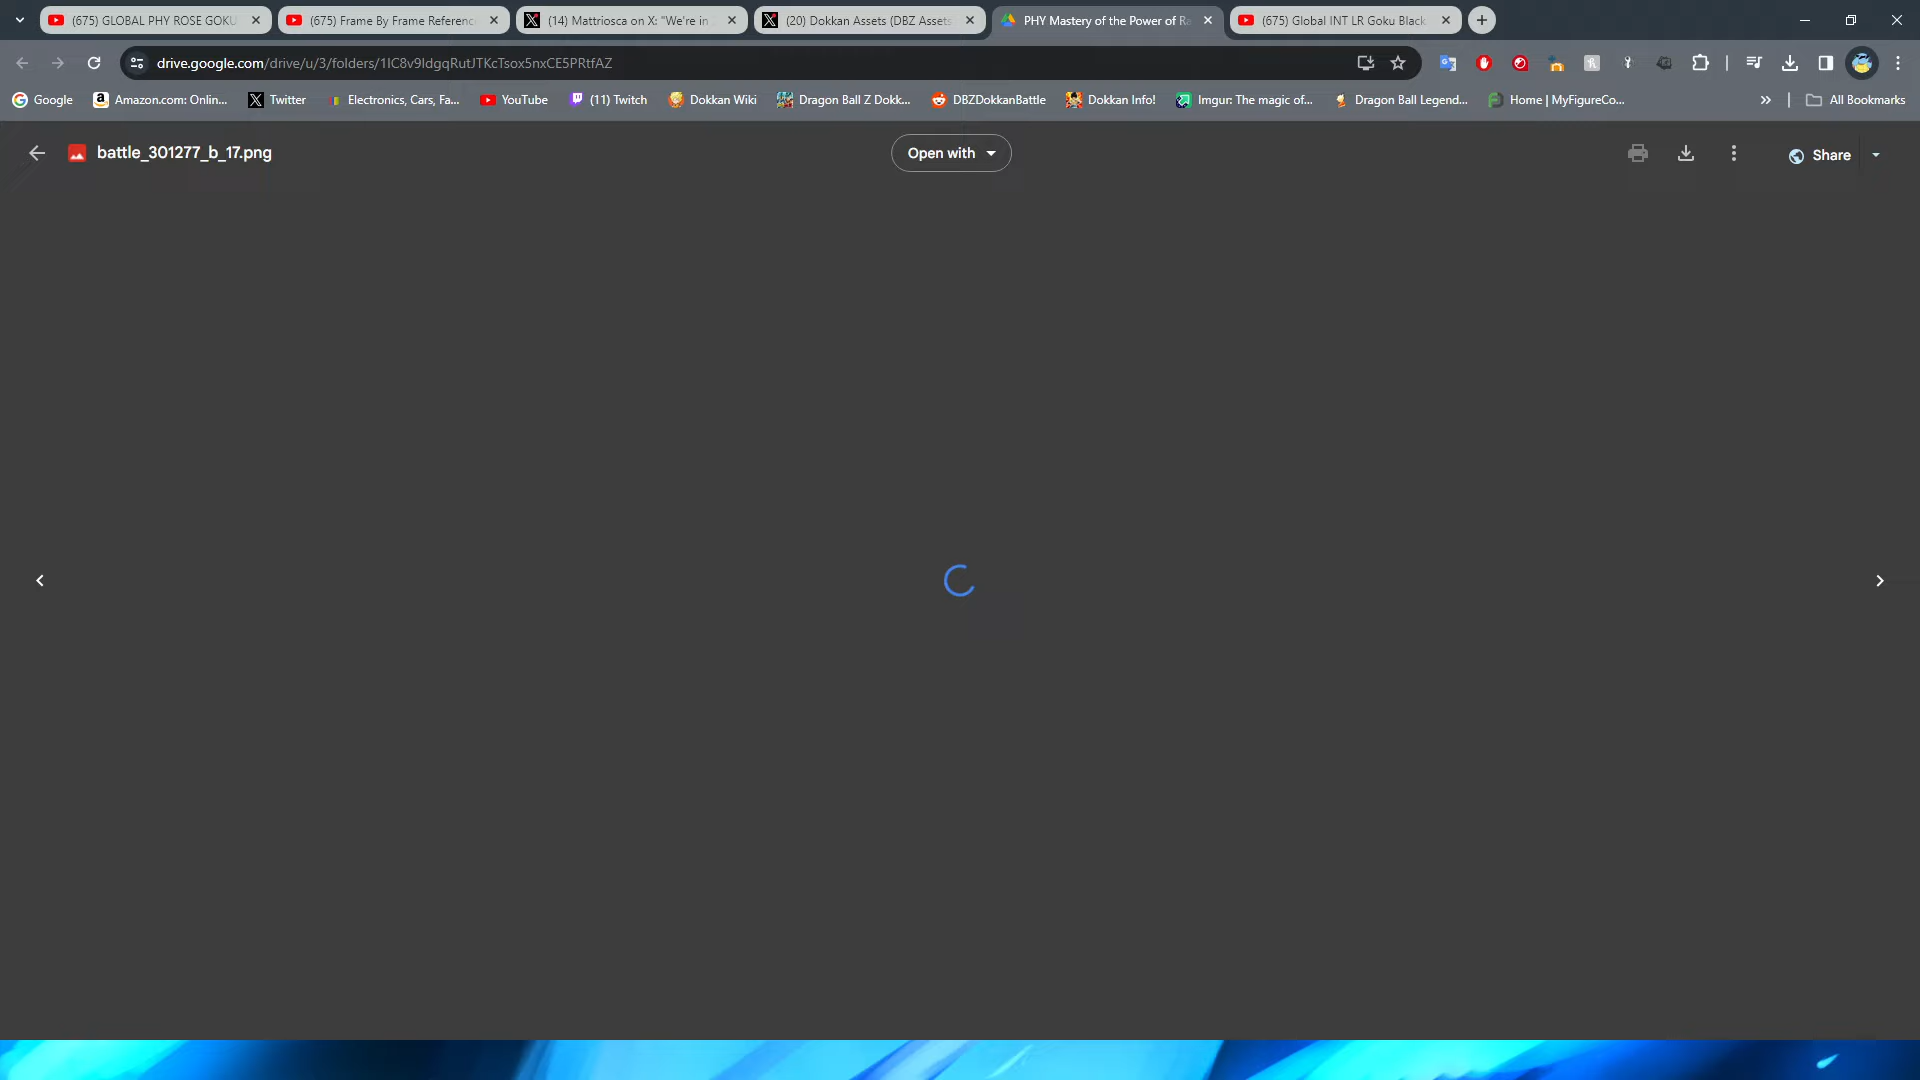 (675) GLOBAL PHY ROSE GOKU
(675) Frame By Frame Reference
(14) Mattriosca on X: "We're in
(20) Dokkan Assets (DBZ Assets
PHY Mastery of the Power of Ra
(675) Global INT LR Goku Black
drive.google.com/drive/u/3/folders/1IC8v9IdgqRutJTKcTsox5nxCE5PRtfAZ
Google
Amazon.com: Onlin...
Twitter
Electronics, Cars, Fa...
YouTube
(11) Twitch
Dokkan Wiki
Dragon Ball Z Dokk...
DBZDokkanBattle
Dokkan Info!
Imgur: The magic of...
Dragon Ball Legend...
Home | MyFigureCo...
All Bookmarks
battle_301277_b_17.png
Open with
Share